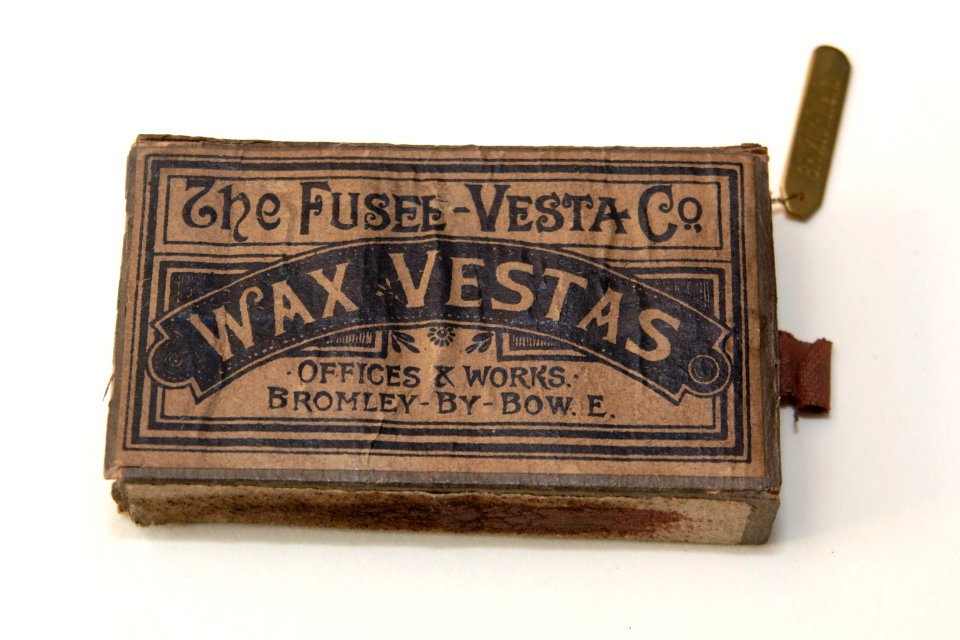 The FUSEE-VESTA Co
WAX VESTAS
·OFFICES & WORKS.·
BROMLEY-BY-BOW. E.